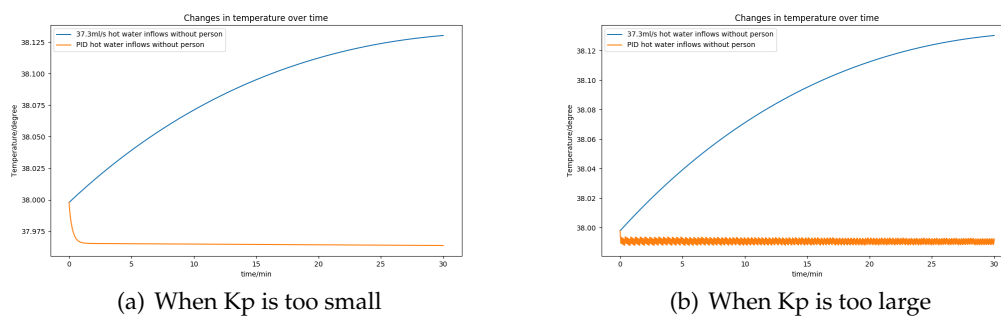 Changes in temperature over time
37.3ml/s hot water inflows without person
PID hot water inflows without person
Temperature/degree
38.125
38.100
38.075
38.050
38.025
38.000
37.975
0 5 10 15 20 25 30
time/min
(a) When Kp is too small
Changes in temperature over time
37.3ml/s hot water inflows without person
PID hot water inflows without person
Temperature/degree
38.12
38.10
38.08
38.06
38.04
38.02
38.00
0 5 10 15 20 25 30
time/min
(b) When Kp is too large